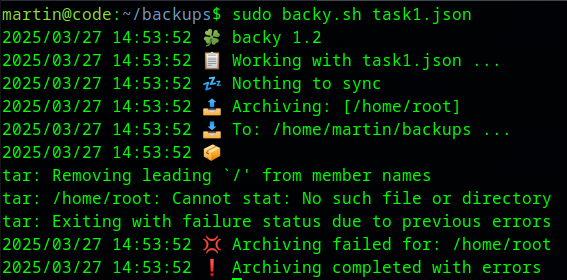 martin@code:~/backups$ sudo backy.sh task1.json
2025/03/27 14:53:52 🍀 backy 1.2
2025/03/27 14:53:52 📋 Working with task1.json ...
2025/03/27 14:53:52 💤 Nothing to sync
2025/03/27 14:53:52 📤 Archiving: [/home/root]
2025/03/27 14:53:52 📥 To: /home/martin/backups ...
2025/03/27 14:53:52 📦
tar: Removing leading `/' from member names
tar: /home/root: Cannot stat: No such file or directory
tar: Exiting with failure status due to previous errors
2025/03/27 14:53:52 💢 Archiving failed for: /home/root
2025/03/27 14:53:52 ❗ Archiving completed with errors